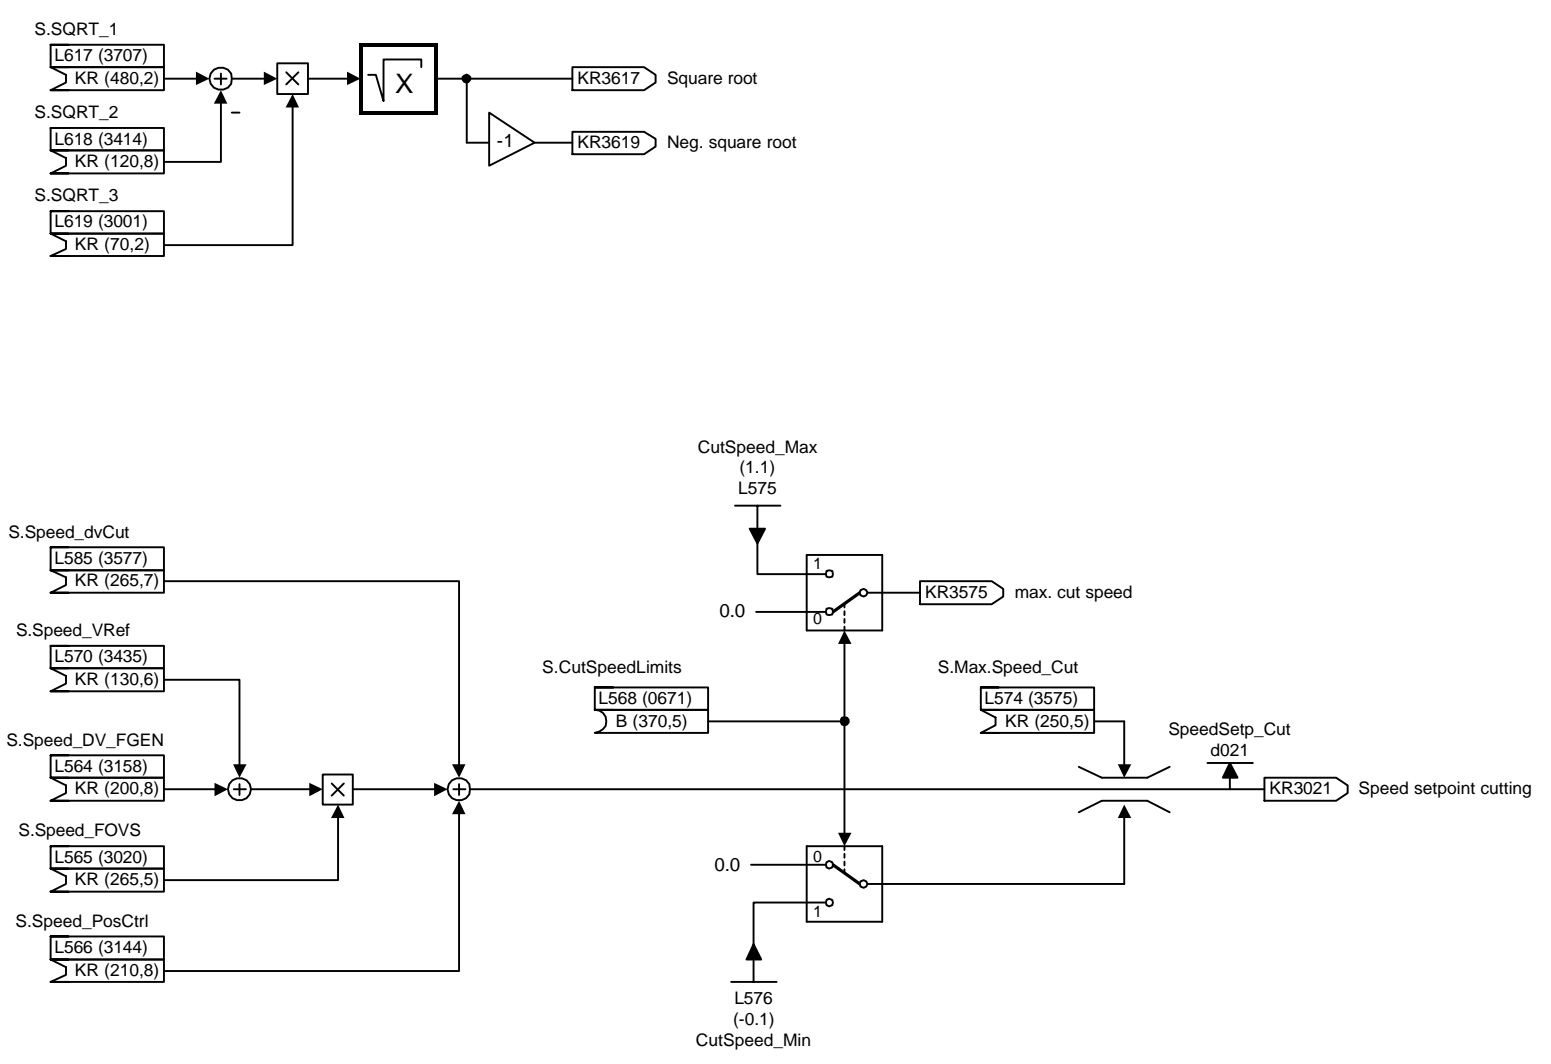 S.SQRT_1
L617 (3707)
KR (480,2)
S.SQRT_2
L618 (3414)
KR (120,8)
S.SQRT_3
L619 (3001)
KR (70,2)
–
×
√X
-1
KR3617 Square root
KR3619 Neg. square root
CutSpeed_Max
(1.1)
L575
1
0.0
0
KR3575 max. cut speed
S.Speed_dvCut
L585 (3577)
KR (265,7)
S.Speed_VRef
L570 (3435)
KR (130,6)
S.Speed_DV_FGEN
L564 (3158)
KR (200,8)
+
×
+
S.Speed_FOVS
L565 (3020)
KR (265,5)
S.Speed_PosCtrl
L566 (3144)
KR (210,8)
S.CutSpeedLimits
L568 (0671)
B (370,5)
S.Max.Speed_Cut
L574 (3575)
KR (250,5)
SpeedSetp_Cut
d021
KR3021 Speed setpoint cutting
0.0
0
1
L576
(-0.1)
CutSpeed_Min